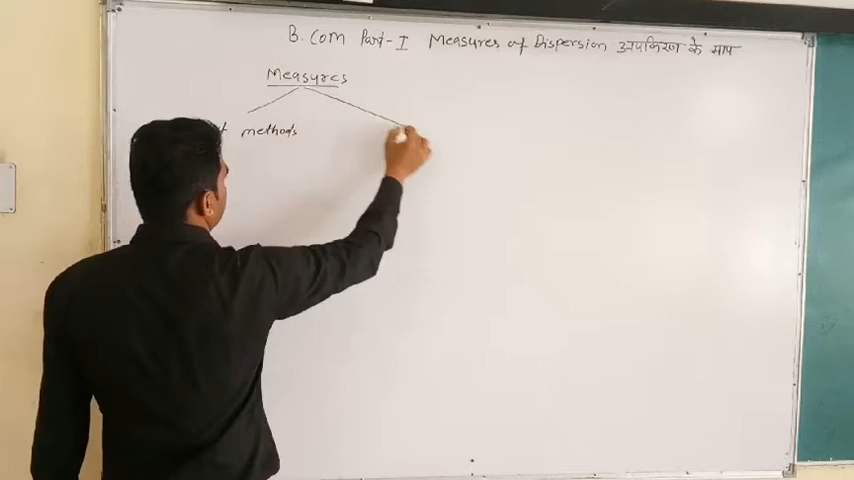 B. Com Part-I Measures of Dispersion अपकिरण के माप
Measures
methods